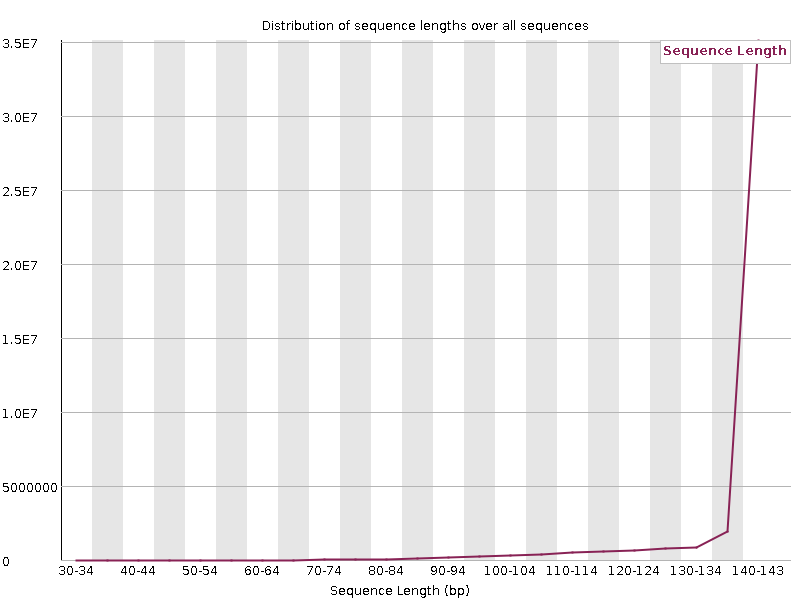 Distribution of sequence lengths over all sequences
Sequence Length
3.5E7
3.0E7
2.5E7
2.0E7
1.5E7
1.0E7
5000000
0
30-34 40-44 50-54 60-64 70-74 80-84 90-94 100-104 110-114 120-124 130-134 140-143
Sequence Length (bp)